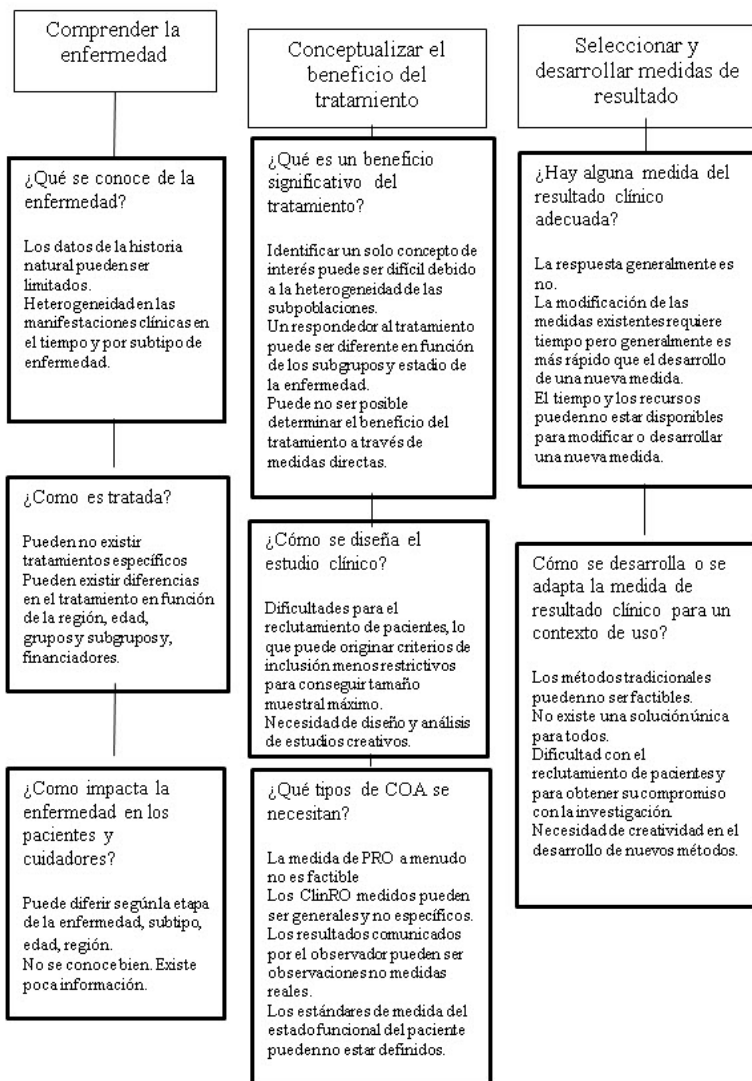 Comprender la
enfermedad
¿Qué se conoce de la
enfermedad?
Los datos de la historia
natural pueden ser
limitados.
Heterogeneidad en las
manifestaciones clínicas en
el tiempo y por subtipo de
enfermedad.
¿Como es tratada?
Pueden no existir
tratamientos específicos
Pueden existir diferencias
en el tratamiento en función
de la región, edad,
grupos y subgrupos y,
financiadores.
¿Como impacta la
enfermedad en los
pacientes y
cuidadores?
Puede diferir según la etapa
de la enfermedad, subtipo,
edad, región.
No se conoce bien. Existe
poca información.
Conceptualizar el
beneficio del
tratamiento
¿Qué es un beneficio
significativo del
tratamiento?
Identificar un solo concepto de
interés puede ser difícil debido
a la heterogeneidad de las
subpoblaciones.
Un respondedor al tratamiento
puede ser diferente en función
de los subgrupos y estadio de
la enfermedad.
Puede no ser posible
determinar el beneficio del
tratamiento a través de
medidas directas.
¿Cómo se diseña el
estudio clínico?
Dificultades para el
reclutamiento de pacientes, lo
que puede originar criterios de
inclusión menos restrictivos
para conseguir tamaño
muestral máximo.
Necesidad de diseño y análisis
de estudios creativos.
¿Qué tipos de COA se
necesitan?
La medida de PRO a menudo
no es factible
Los ClinRO medidos pueden
ser generales y no específicos.
Los resultados comunicados
por el observador pueden ser
observaciones no medidas
reales.
Los estándares de medida del
estado funcional del paciente
pueden no estar definidos.
Seleccionar y
desarrollar medidas de
resultado
¿Hay alguna medida del
resultado clínico
adecuada?
La respuesta generalmente es
no.
La modificación de las
medidas existentes requiere
tiempo pero generalmente es
más rápido que el desarrollo
de una nueva medida.
El tiempo y los recursos
pueden no estar disponibles
para modificar o desarrollar
una nueva medida.
Cómo se desarrolla o se
adapta la medida de
resultado clínico para un
contexto de uso?
Los métodos tradicionales
pueden no ser factibles.
No existe una solución única
para todos.
Dificultad con el
reclutamiento de pacientes y
para obtener su compromiso
con la investigación.
Necesidad de creatividad en el
desarrollo de nuevos métodos.